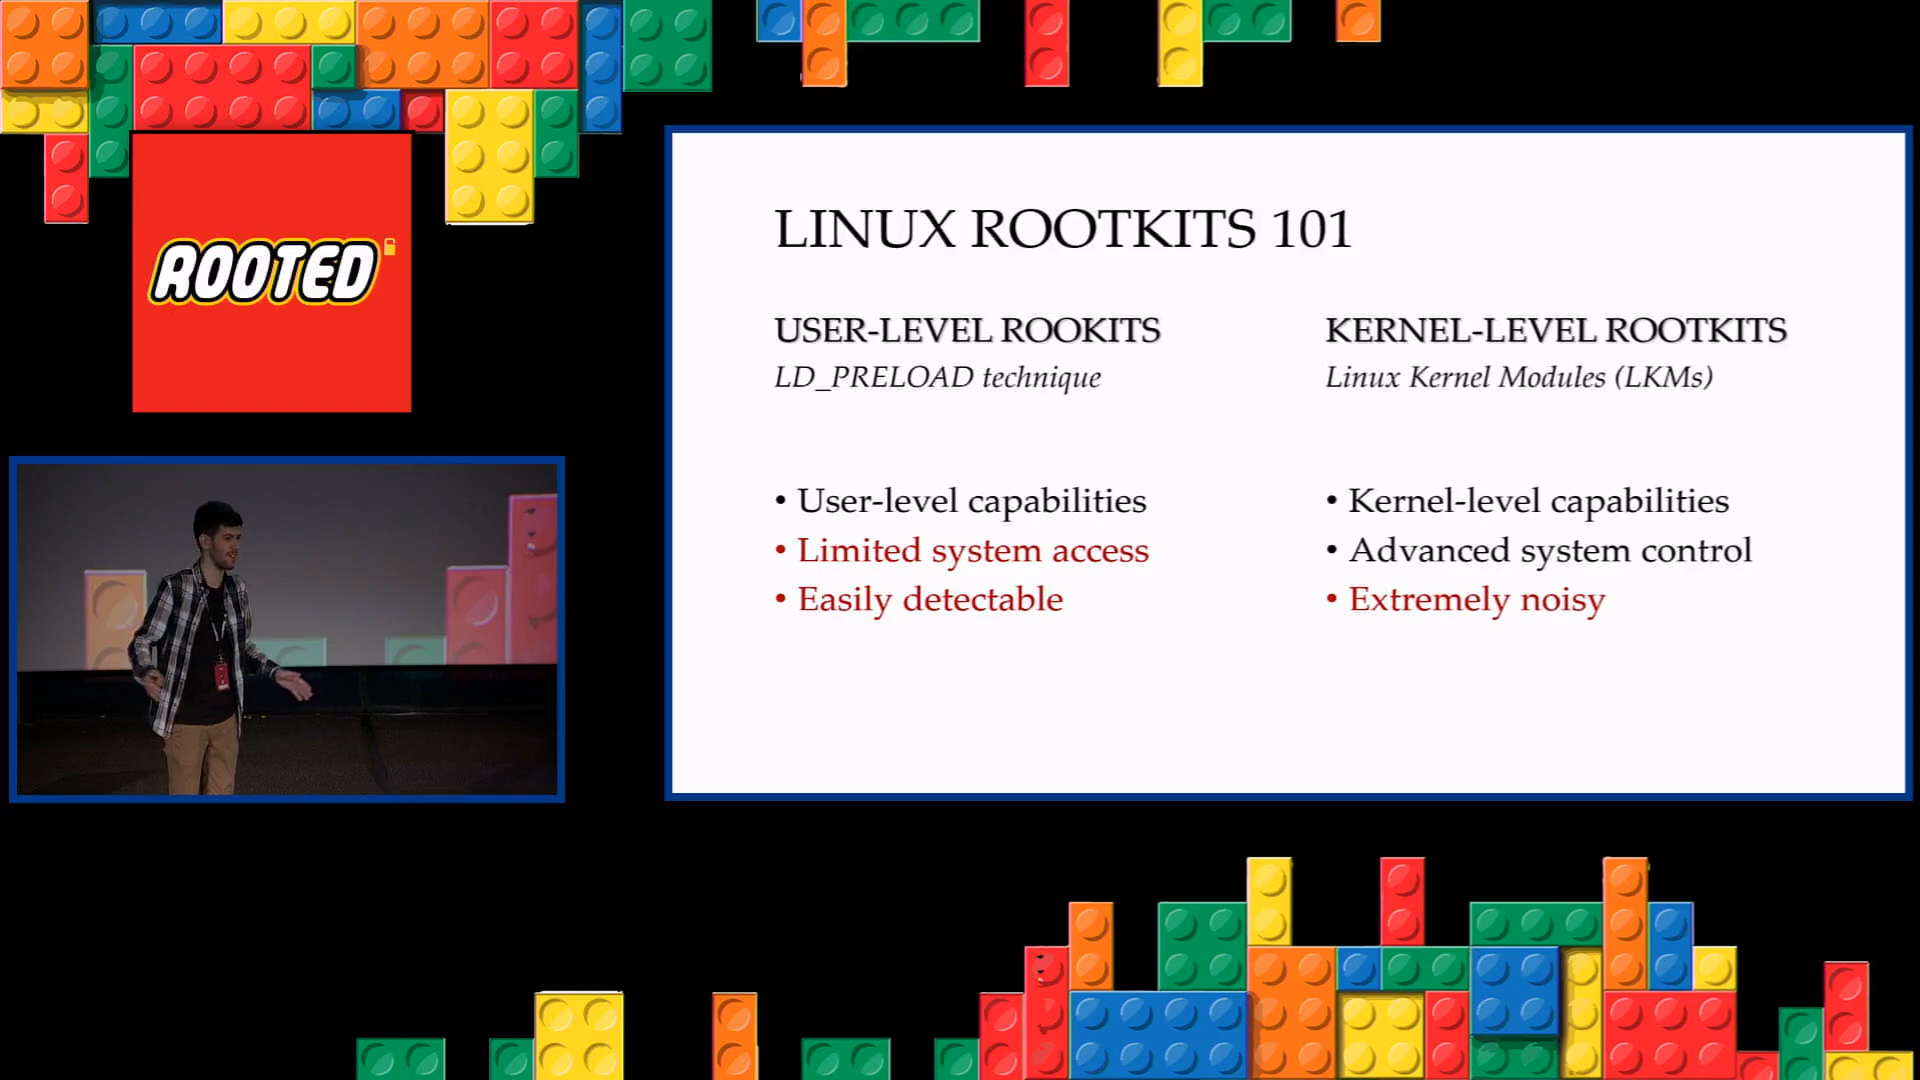 ROOTED
LINUX ROOTKITS 101
USER-LEVEL ROOKITS
LD_PRELOAD technique
• User-level capabilities
• Limited system access
• Easily detectable
KERNEL-LEVEL ROOTKITS
Linux Kernel Modules (LKMs)
• Kernel-level capabilities
• Advanced system control
• Extremely noisy